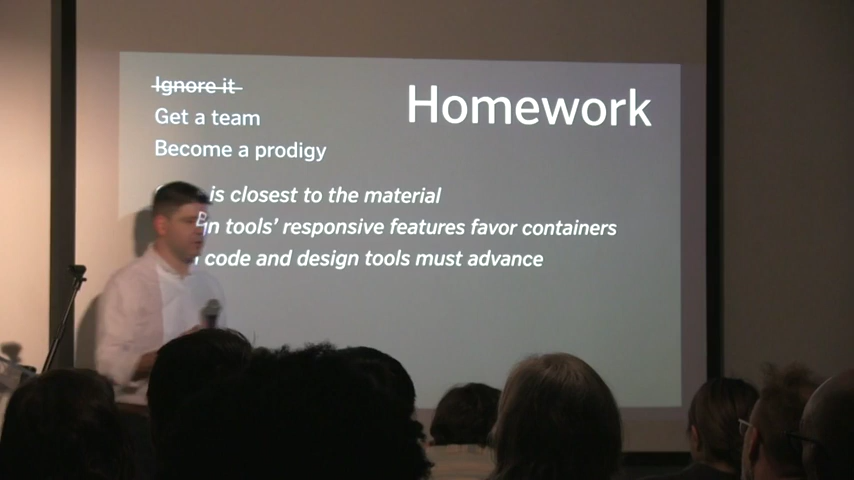 Ignore it
Homework
Get a team
Become a prodigy
is closest to the material
tools' responsive features favor containers
code and design tools must advance